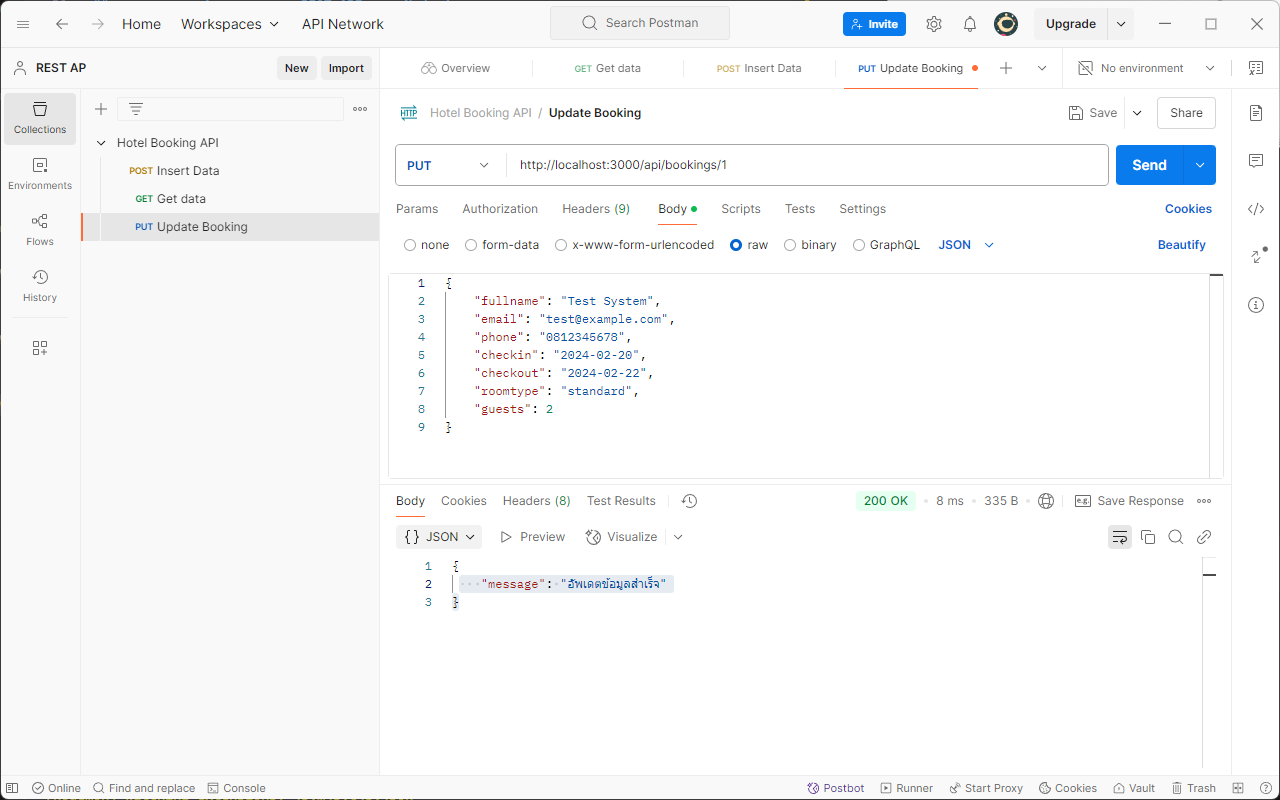 Home Workspaces API Network Search Postman Invite Upgrade
REST AP New Import Overview GET Get data POST Insert Data PUT Update Booking No environment
Collections
Environments
Flows
History
Hotel Booking API
POST Insert Data
GET Get data
PUT Update Booking
HTTP Hotel Booking API / Update Booking Save Share
PUT http://localhost:3000/api/bookings/1 Send
Params Authorization Headers (9) Body Scripts Tests Settings Cookies
none form-data x-www-form-urlencoded raw binary GraphQL JSON Beautify
1 {
2 "fullname": "Test System",
3 "email": "test@example.com",
4 "phone": "0812345678",
5 "checkin": "2024-02-20",
6 "checkout": "2024-02-22",
7 "roomtype": "standard",
8 "guests": 2
9 }
Body Cookies Headers (8) Test Results 200 OK 8 ms 335 B e.g. Save Response
{} JSON Preview Visualize
1 {
2 "message": "อัพเดตข้อมูลสำเร็จ"
3 }
Online Find and replace Console Postbot Runner Start Proxy Cookies Vault Trash